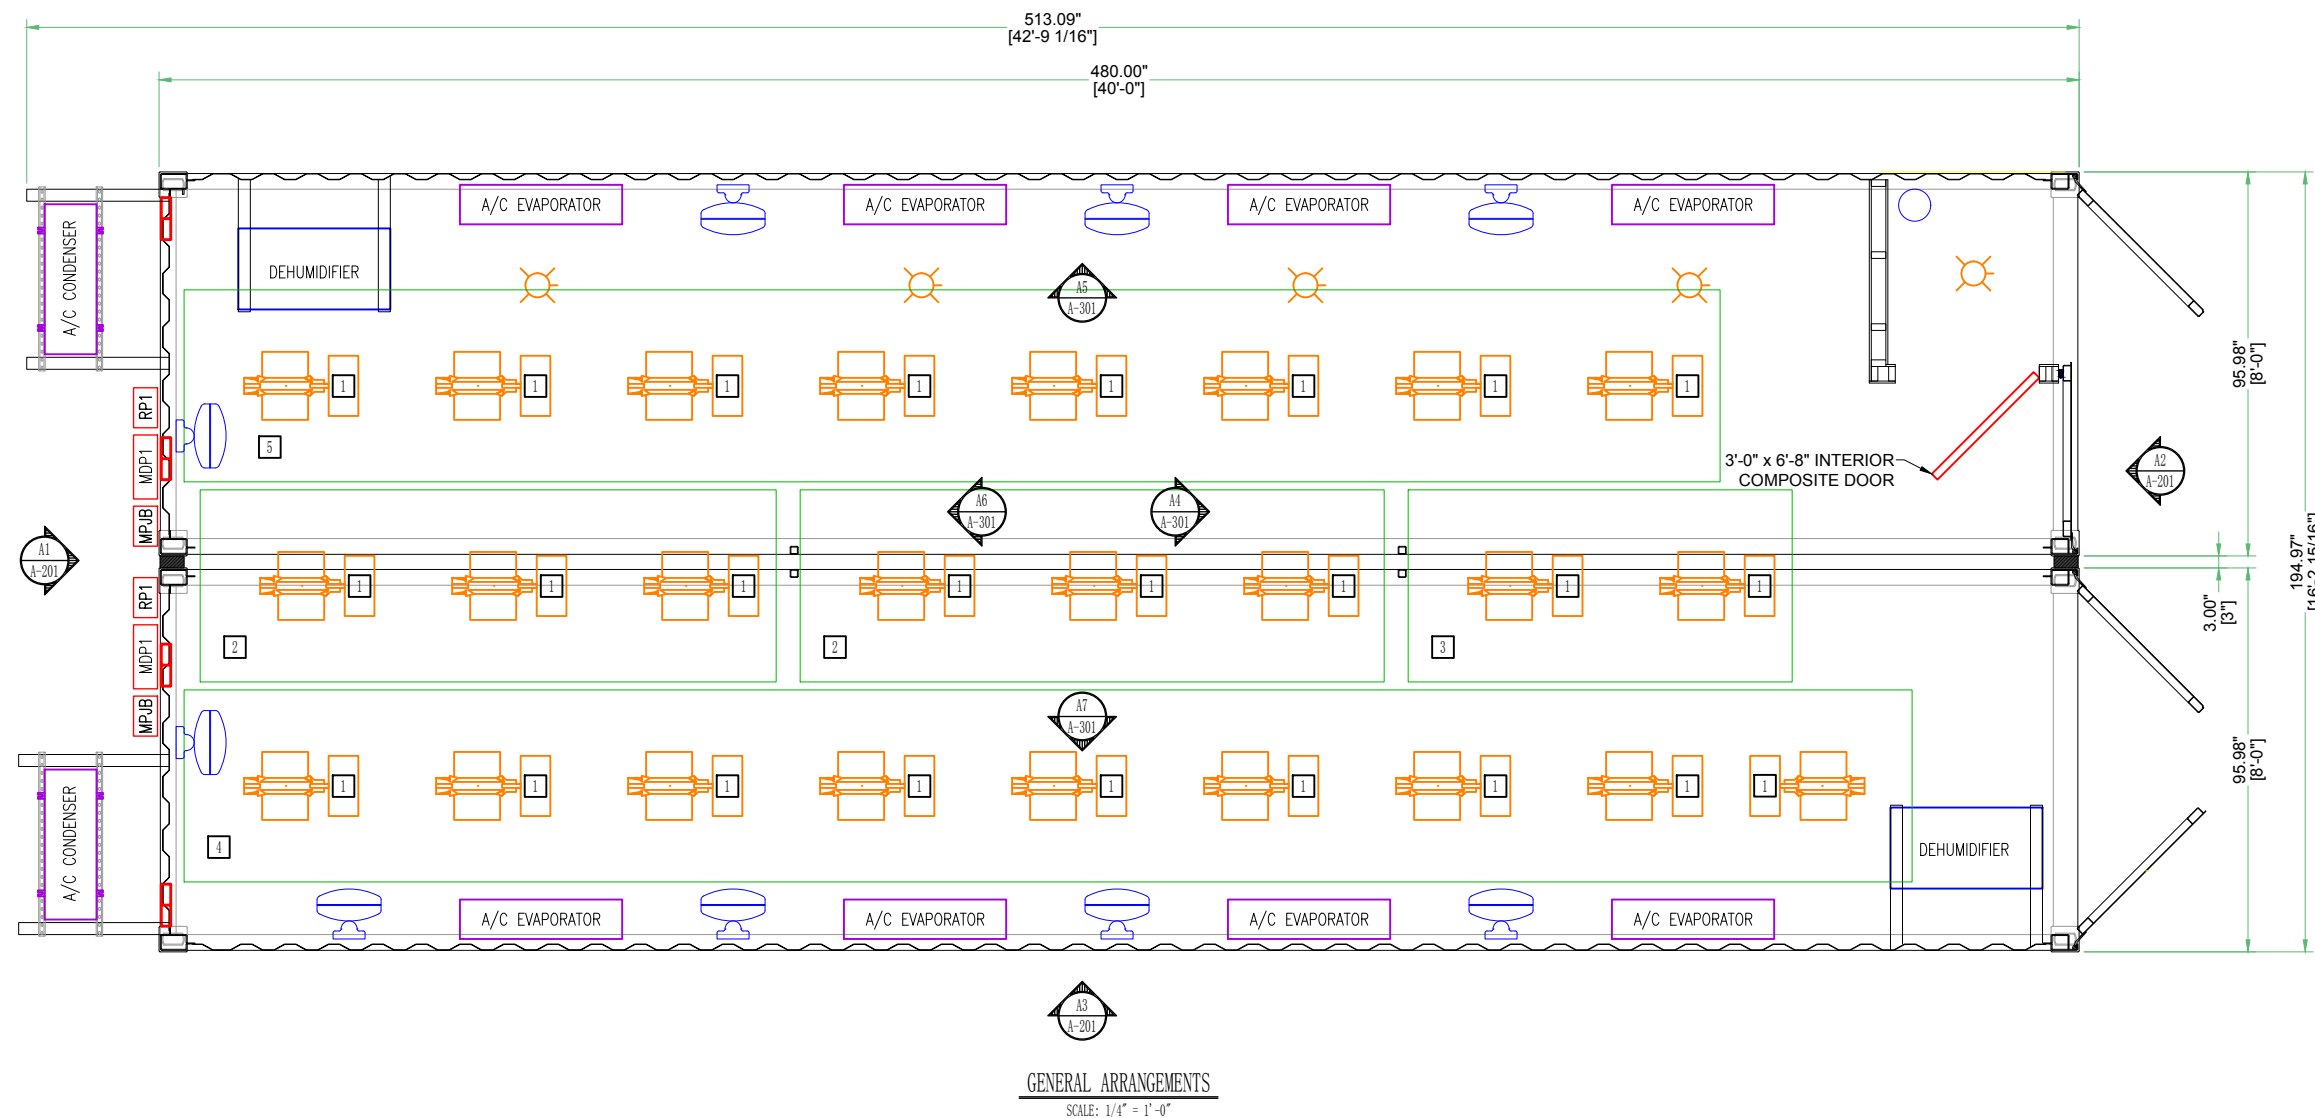 513.09"
[42'-9 1/16"]
480.00"
[40'-0"]
A/C EVAPORATOR
A/C EVAPORATOR
A/C EVAPORATOR
A/C EVAPORATOR
A/C CONDENSER
DEHUMIDIFIER
A5
A-301
95.98"
[8'-0"]
1
1
1
1
1
1
1
1
RP1
MDP1
MPJB
5
3'-0" x 6'-8" INTERIOR
COMPOSITE DOOR
A2
A-201
A6
A-301
A4
A-301
A1
A-201
194.97"
[16'-2 15/16"]
3.00"
[3"]
1
1
1
1
1
1
1
1
RP1
MDP1
MPJB
2
2
3
A7
A-301
95.98"
[8'-0"]
1
1
1
1
1
1
1
1
1
4
A/C CONDENSER
DEHUMIDIFIER
A/C EVAPORATOR
A/C EVAPORATOR
A/C EVAPORATOR
A/C EVAPORATOR
A3
A-201
GENERAL ARRANGEMENTS
SCALE: 1/4" = 1'-0"